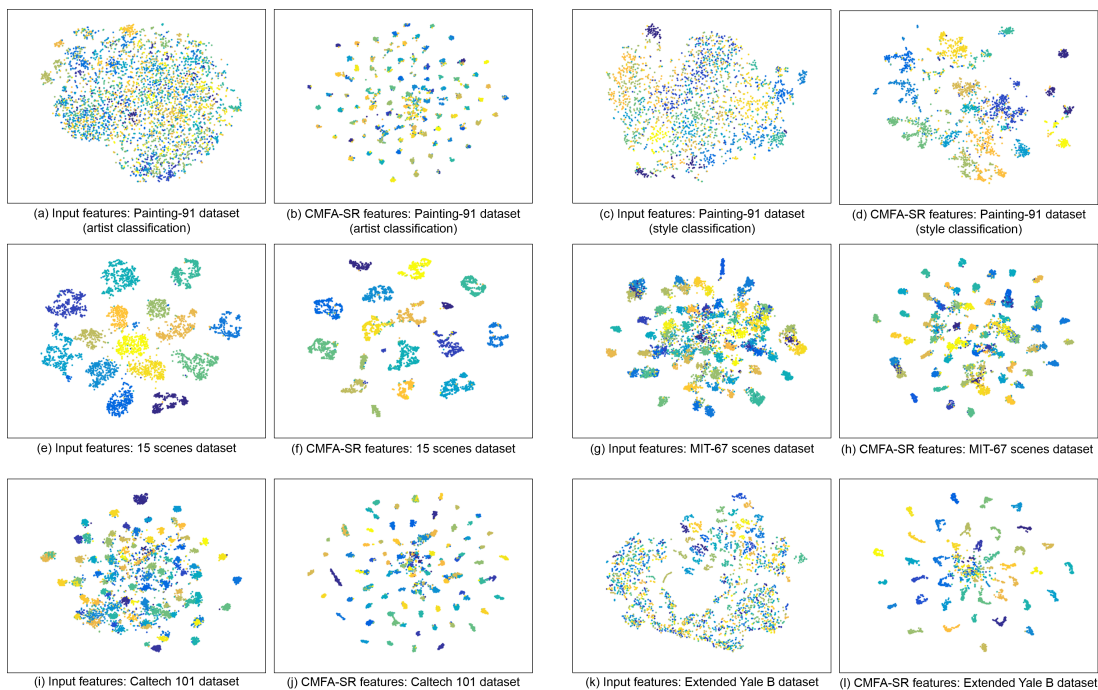 (a) Input features: Painting-91 dataset
(artist classification)
(b) CMFA-SR features: Painting-91 dataset
(artist classification)
(c) Input features: Painting-91 dataset
(style classification)
(d) CMFA-SR features: Painting-91 dataset
(style classification)
(e) Input features: 15 scenes dataset
(f) CMFA-SR features: 15 scenes dataset
(g) Input features: MIT-67 scenes dataset
(h) CMFA-SR features: MIT-67 scenes dataset
(i) Input features: Caltech 101 dataset
(j) CMFA-SR features: Caltech 101 dataset
(k) Input features: Extended Yale B dataset
(l) CMFA-SR features: Extended Yale B dataset